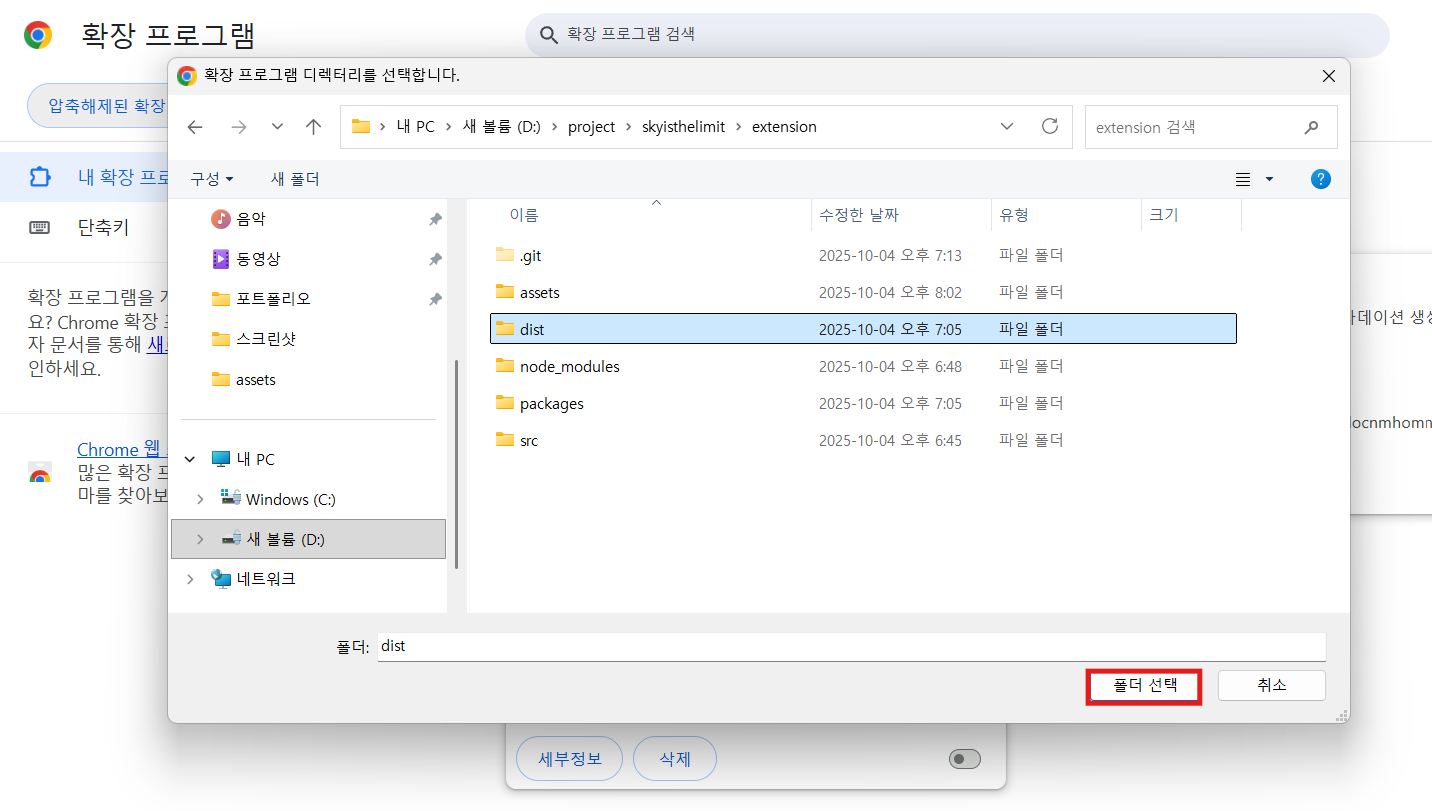 확장 프로그램
확장 프로그램 검색
압축해제된 확장
내 확장 프로
단축키
확장 프로그램을
요? Chrome 확장
자 문서를 통해 새
인하세요.
Chrome 웹
많은 확장 프
마를 찾아보
확장 프로그램 디렉터리를 선택합니다.
내 PC
새 볼륨 (D:)
project
skyisthelimit
extension
extension 검색
구성
새 폴더
음악
동영상
포트폴리오
스크린샷
assets
내 PC
Windows (C:)
새 볼륨 (D:)
네트워크
이름 수정한 날짜 유형 크기
.git 2025-10-04 오후 7:13 파일 폴더
assets 2025-10-04 오후 8:02 파일 폴더
dist 2025-10-04 오후 7:05 파일 폴더
node_modules 2025-10-04 오후 6:48 파일 폴더
packages 2025-10-04 오후 7:05 파일 폴더
src 2025-10-04 오후 6:45 파일 폴더
폴더: dist
폴더 선택
취소
데이션 생성
ocnmhomn
세부정보
삭제